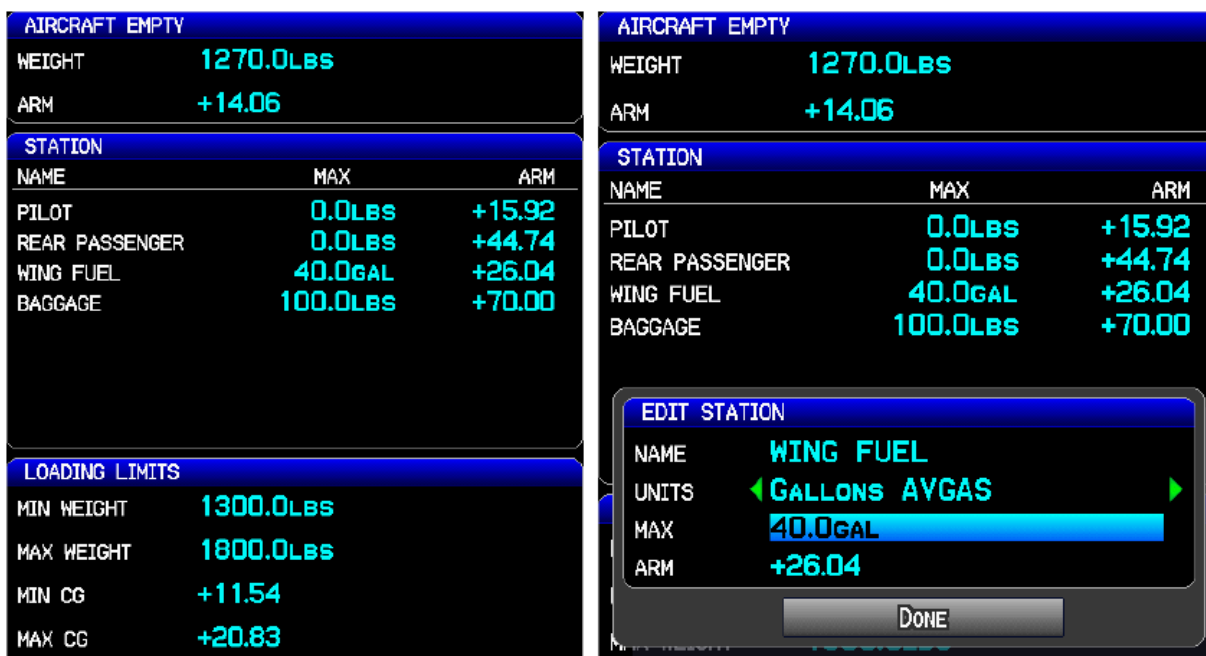 AIRCRAFT EMPTY
WEIGHT 1270.0LBS
ARM +14.06
STATION
NAME MAX ARM
PILOT 0.0LBS +15.92
REAR PASSENGER 0.0LBS +44.74
WING FUEL 40.0GAL +26.04
BAGGAGE 100.0LBS +70.00
LOADING LIMITS
MIN WEIGHT 1300.0LBS
MAX WEIGHT 1800.0LBS
MIN CG +11.54
MAX CG +20.83
AIRCRAFT EMPTY
WEIGHT 1270.0LBS
ARM +14.06
STATION
NAME MAX ARM
PILOT 0.0LBS +15.92
REAR PASSENGER 0.0LBS +44.74
WING FUEL 40.0GAL +26.04
BAGGAGE 100.0LBS +70.00
EDIT STATION
NAME WING FUEL
UNITS GALLONS AVGAS
MAX 40.0GAL
ARM +26.04
DONE